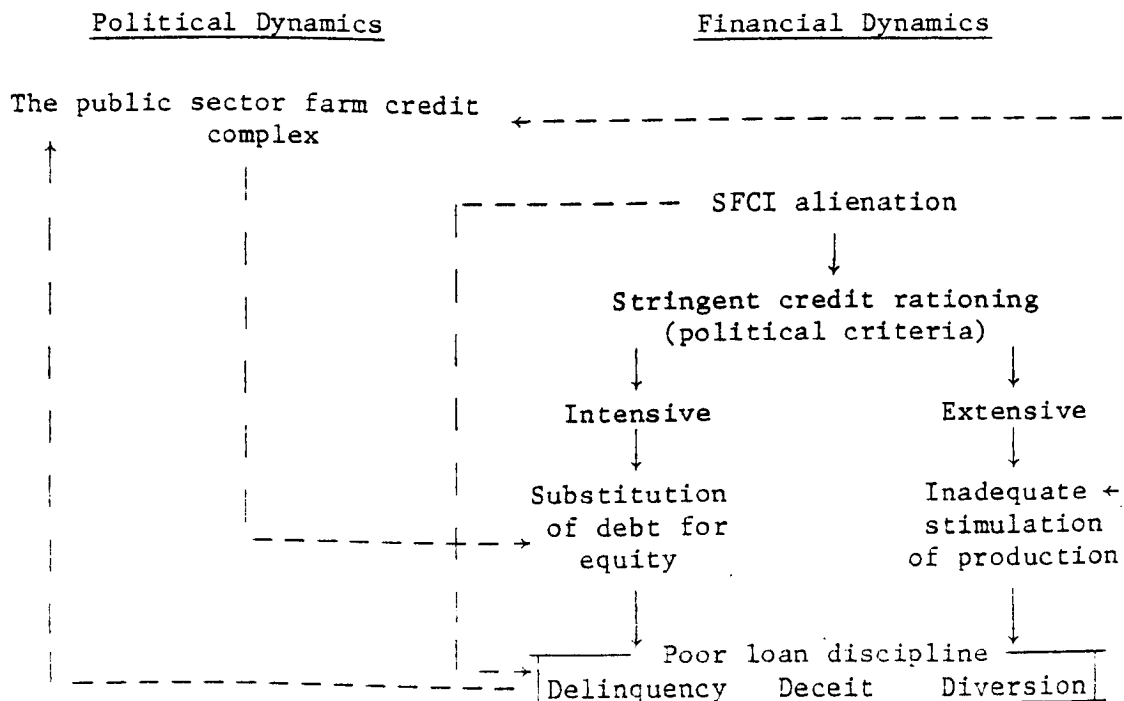 Political Dynamics Financial Dynamics
The public sector farm credit
complex
SFCI alienation
Stringent credit rationing
(political criteria)
Intensive Extensive
Substitution Inadequate
of debt for stimulation
equity of production
Poor loan discipline
Delinquency Deceit Diversion